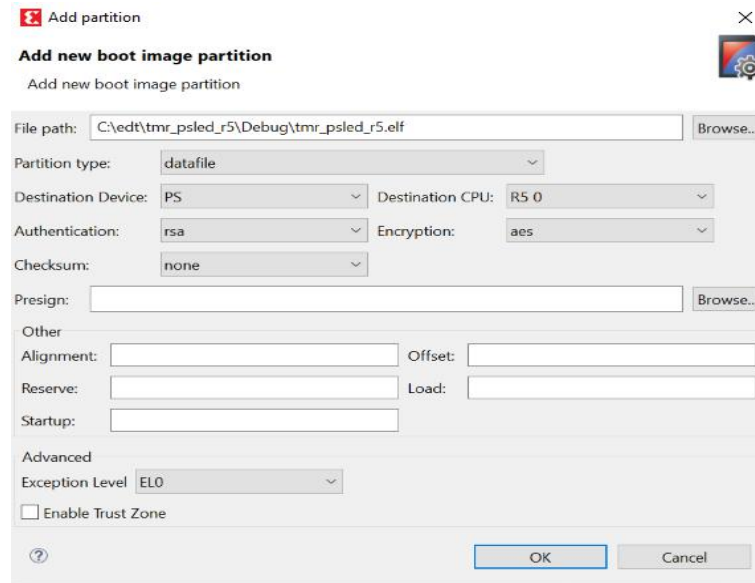 Add partition
Add new boot image partition
Add new boot image partition
File path: C:\edt\tmr_psled_r5\Debug\tmr_psled_r5.elf Browse...
Partition type: datafile
Destination Device: PS Destination CPU: R5 0
Authentication: rsa Encryption: aes
Checksum: none
Presign: Browse...
Other
Alignment: Offset:
Reserve: Load:
Startup:
Advanced
Exception Level EL0
Enable Trust Zone
OK Cancel